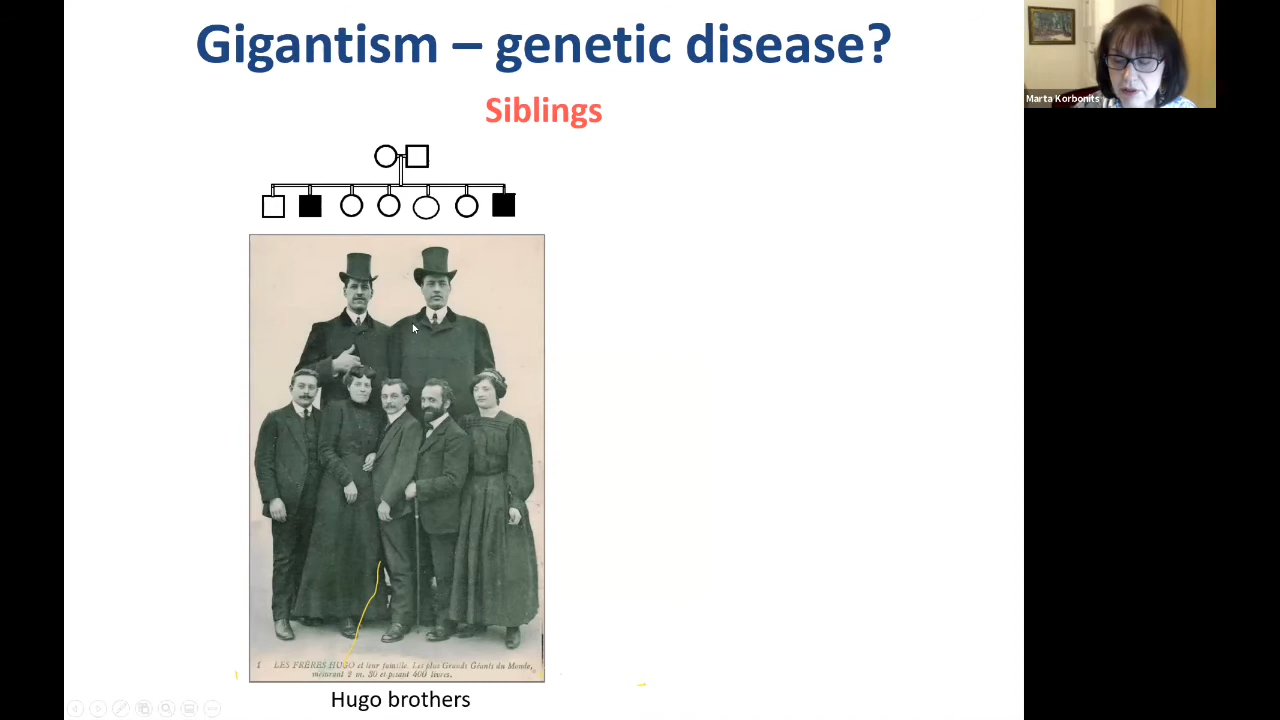 Gigantism – genetic disease?
Siblings
Marta Korbonits
1 LES FRÈRES HUGO et leur famille. Les plus Grands Géants du Monde,
mesurant 2 m. 30 et pesant 400 livres.
Hugo brothers